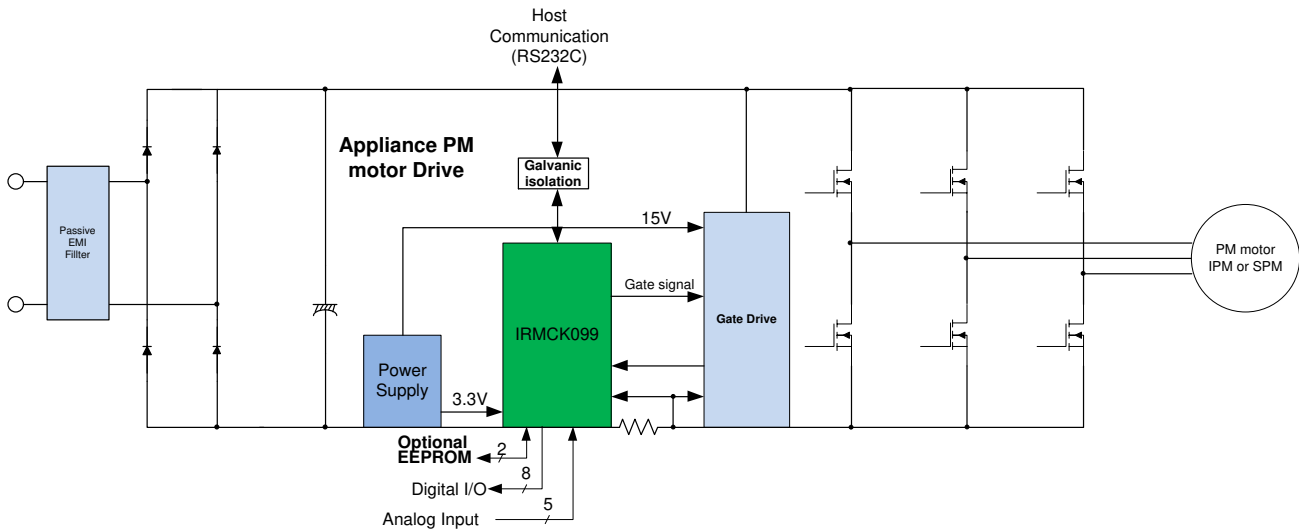 Host
Communication
(RS232C)
Appliance PM
motor Drive
Galvanic
isolation
15V
Passive
EMI
Fillter
Gate signal
PM motor
IPM or SPM
IRMCK099
Gate Drive
Power
Supply
3.3V
Optional
EEPROM
2
Digital I/O
8
Analog Input
5